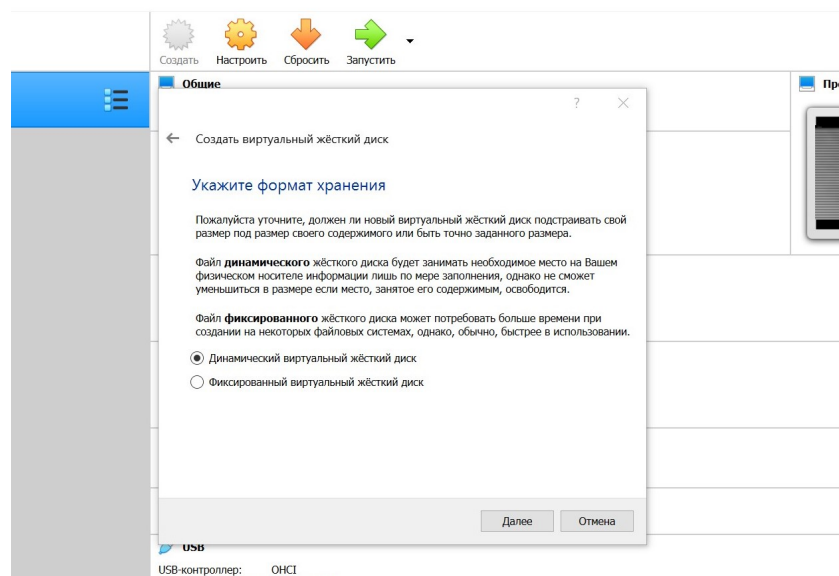 Создать Настроить Сбросить Запустить
Общие
?
Создать виртуальный жёсткий диск
Укажите формат хранения
Пожалуйста уточните, должен ли новый виртуальный жёсткий диск подстраивать свой
размер под размер своего содержимого или быть точно заданного размера.
Файл динамического жёсткого диска будет занимать необходимое место на Вашем
физическом носителе информации лишь по мере заполнения, однако не сможет
уменьшиться в размере если место, занятое его содержимым, освободится.
Файл фиксированного жёсткого диска может потребовать больше времени при
создании на некоторых файловых системах, однако, обычно, быстрее в использовании.
Динамический виртуальный жёсткий диск
Фиксированный виртуальный жёсткий диск
Далее Отмена
USB
USB-контроллер: OHCI